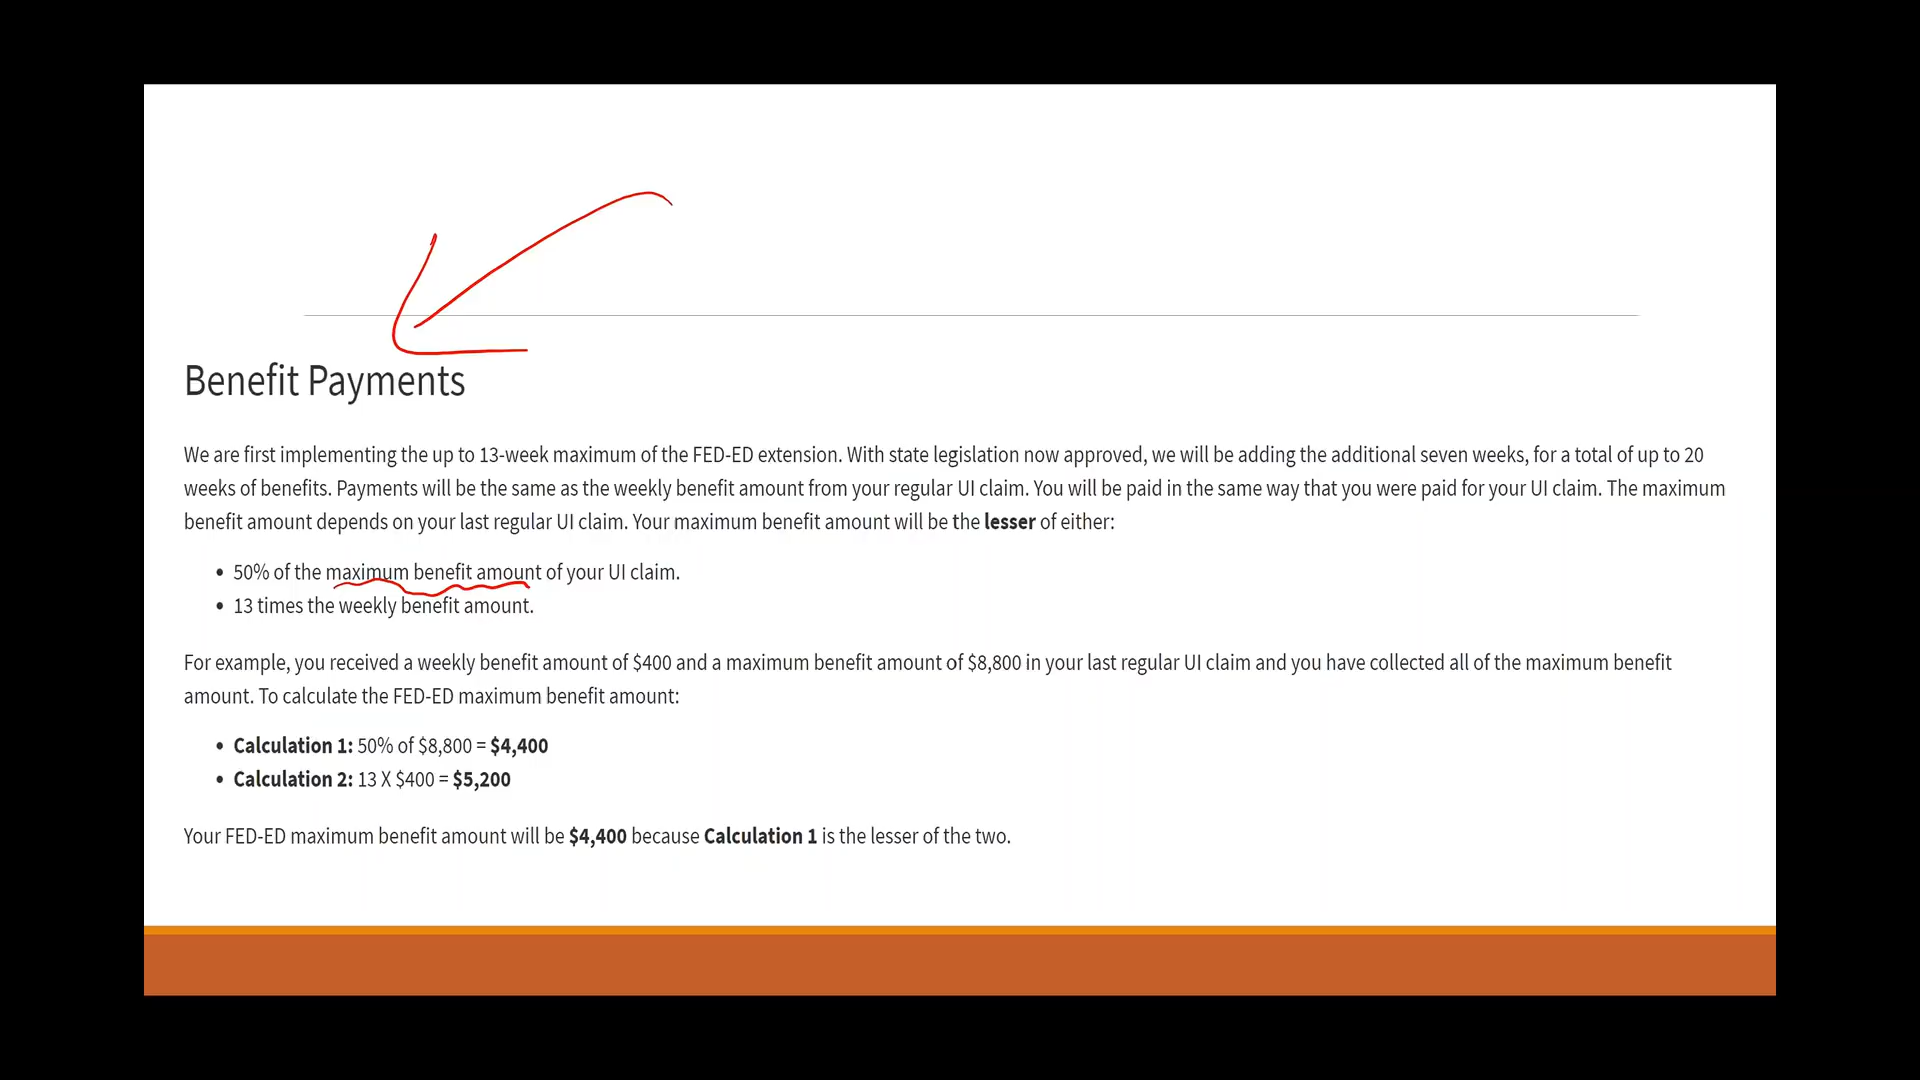 Benefit Payments
We are first implementing the up to 13-week maximum of the FED-ED extension. With state legislation now approved, we will be adding the additional seven weeks, for a total of up to 20
weeks of benefits. Payments will be the same as the weekly benefit amount from your regular UI claim. You will be paid in the same way that you were paid for your UI claim. The maximum
benefit amount depends on your last regular UI claim. Your maximum benefit amount will be the lesser of either:
• 50% of the maximum benefit amount of your UI claim.
• 13 times the weekly benefit amount.
For example, you received a weekly benefit amount of $400 and a maximum benefit amount of $8,800 in your last regular UI claim and you have collected all of the maximum benefit
amount. To calculate the FED-ED maximum benefit amount:
• Calculation 1: 50% of $8,800 = $4,400
• Calculation 2: 13 X $400 = $5,200
Your FED-ED maximum benefit amount will be $4,400 because Calculation 1 is the lesser of the two.